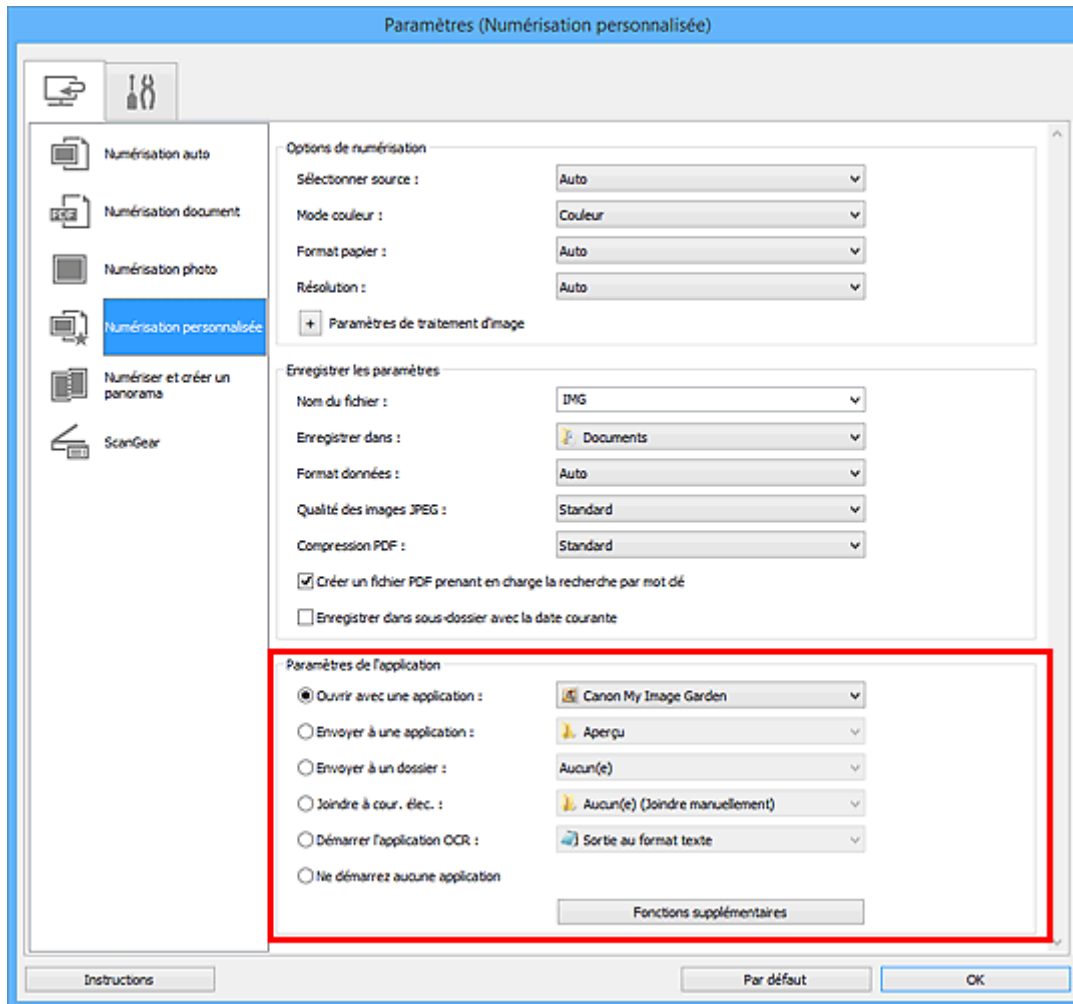 Paramètres (Numérisation personnalisée)
Numérisation auto
PDF
Numérisation document
Numérisation photo
Numérisation personnalisée
Numériser et créer un
panorama
ScanGear
Options de numérisation
Sélectionner source : Auto
Mode couleur : Couleur
Format papier : Auto
Résolution : Auto
+ Paramètres de traitement d'image
Enregistrer les paramètres
Nom du fichier : IMG
Enregistrer dans : Documents
Format données : Auto
Qualité des images JPEG : Standard
Compression PDF : Standard
Créer un fichier PDF prenant en charge la recherche par mot clé
Enregistrer dans sous-dossier avec la date courante
Paramètres de l'application
Ouvrir avec une application : Canon My Image Garden
Envoyer à une application : Aperçu
Envoyer à un dossier : Aucun(e)
Joindre à cour. élec. : Aucun(e) (Joindre manuellement)
Démarrer l'application OCR : Sortie au format texte
Ne démarrez aucune application
Fonctions supplémentaires
Instructions Par défaut OK